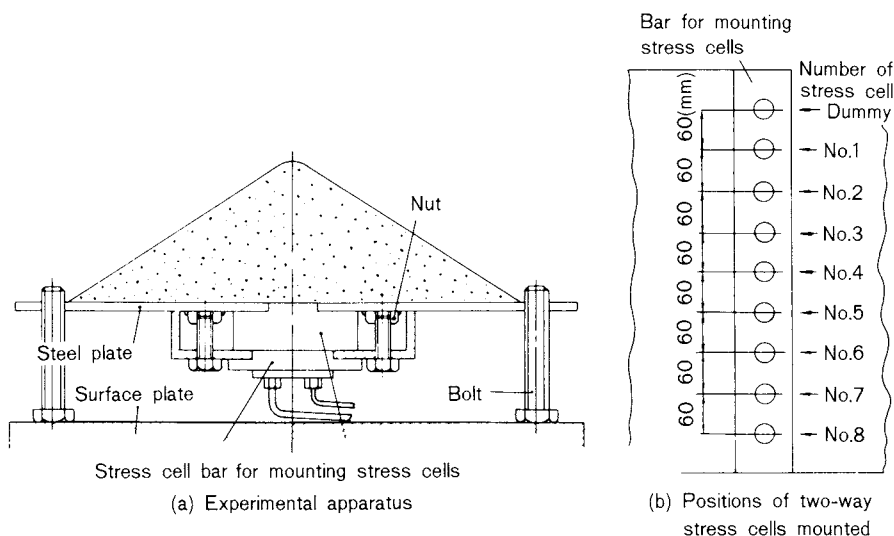 Nut
Steel plate
Surface plate
Bolt
Stress cell bar for mounting stress cells
(a) Experimental apparatus
Bar for mounting
stress cells
Number of
stress cell
Dummy
60(mm)
No.1
60
No.2
60
No.3
60
No.4
60
No.5
60
No.6
60
No.7
60
No.8
(b) Positions of two-way
stress cells mounted